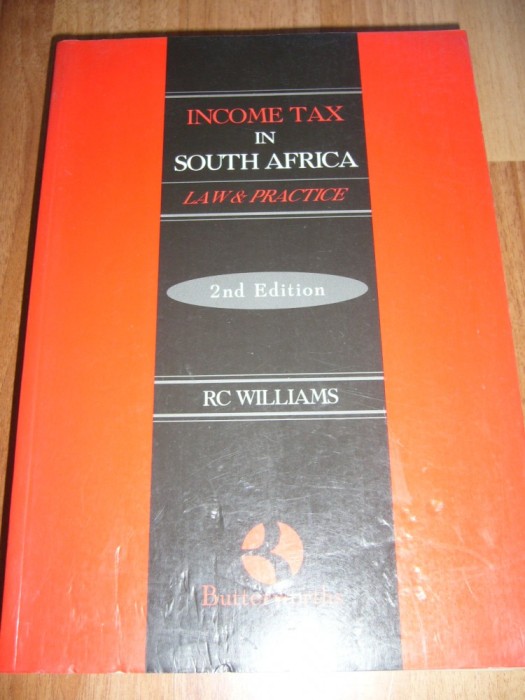 INCOME TAX
IN
SOUTH AFRICA
LAW & PRACTICE
2nd Edition
RC WILLIAMS
Butterworths